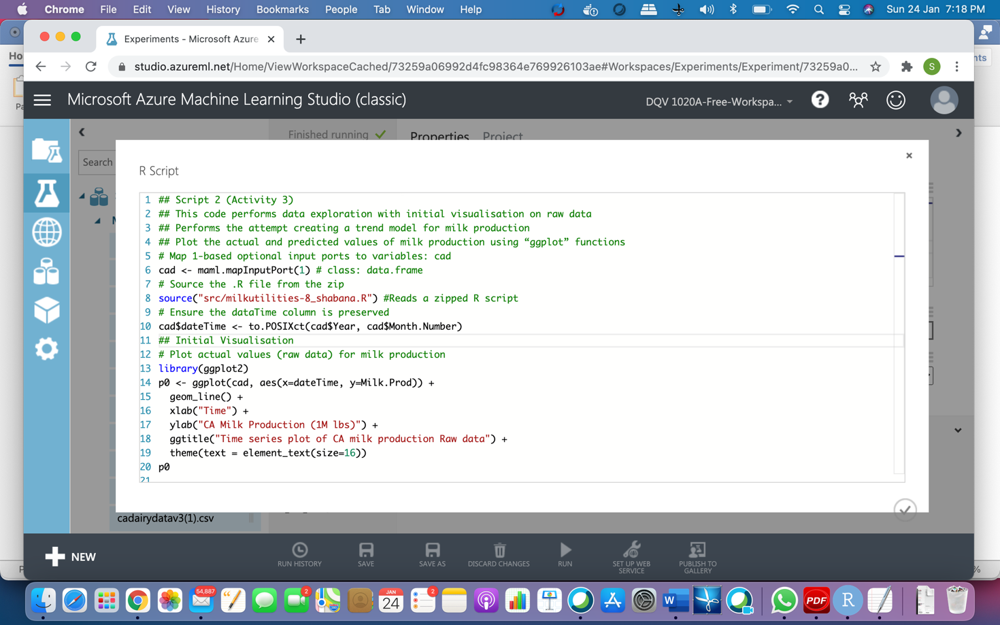 Chrome File Edit View History Bookmarks People Tab Window Help Sun 24 Jan 7:18 PM
Experiments - Microsoft Azure
studio.azureml.net/Home/ViewWorkspaceCached/73259a06992d4fc98364e769926103ae#Workspaces/Experiments/Experiment/73259a0...
S
Ho
nts
Pa
Microsoft Azure Machine Learning Studio (classic)
DQV 1020A-Free-Workspa...
Finished running
Properties Project
Search
R Script
1 ## Script 2 (Activity 3)
2 ## This code performs data exploration with initial visualisation on raw data
3 ## Performs the attempt creating a trend model for milk production
4 ## Plot the actual and predicted values of milk production using “ggplot” functions
5 # Map 1-based optional input ports to variables: cad
6 cad <- maml.mapInputPort(1) # class: data.frame
7 # Source the .R file from the zip
8 source("src/milkutilities-8_shabana.R") #Reads a zipped R script
9 # Ensure the dataTime column is preserved
10 cad$dateTime <- to.POSIXct(cad$Year, cad$Month.Number)
11 ## Initial Visualisation
12 # Plot actual values (raw data) for milk production
13 library(ggplot2)
14 p0 <- ggplot(cad, aes(x=dateTime, y=Milk.Prod)) +
15 geom_line() +
16 xlab("Time") +
17 ylab("CA Milk Production (1M lbs)") +
18 ggtitle("Time series plot of CA milk production Raw data") +
19 theme(text = element_text(size=16))
20 p0
21
cadairydatav3(1).csv
NEW
RUN HISTORY
SAVE
SAVE AS
DISCARD CHANGES
RUN
SET UP WEB
SERVICE
PUBLISH TO
GALLERY
P
%
54,887
2
JAN
24
2
W
PDF
R